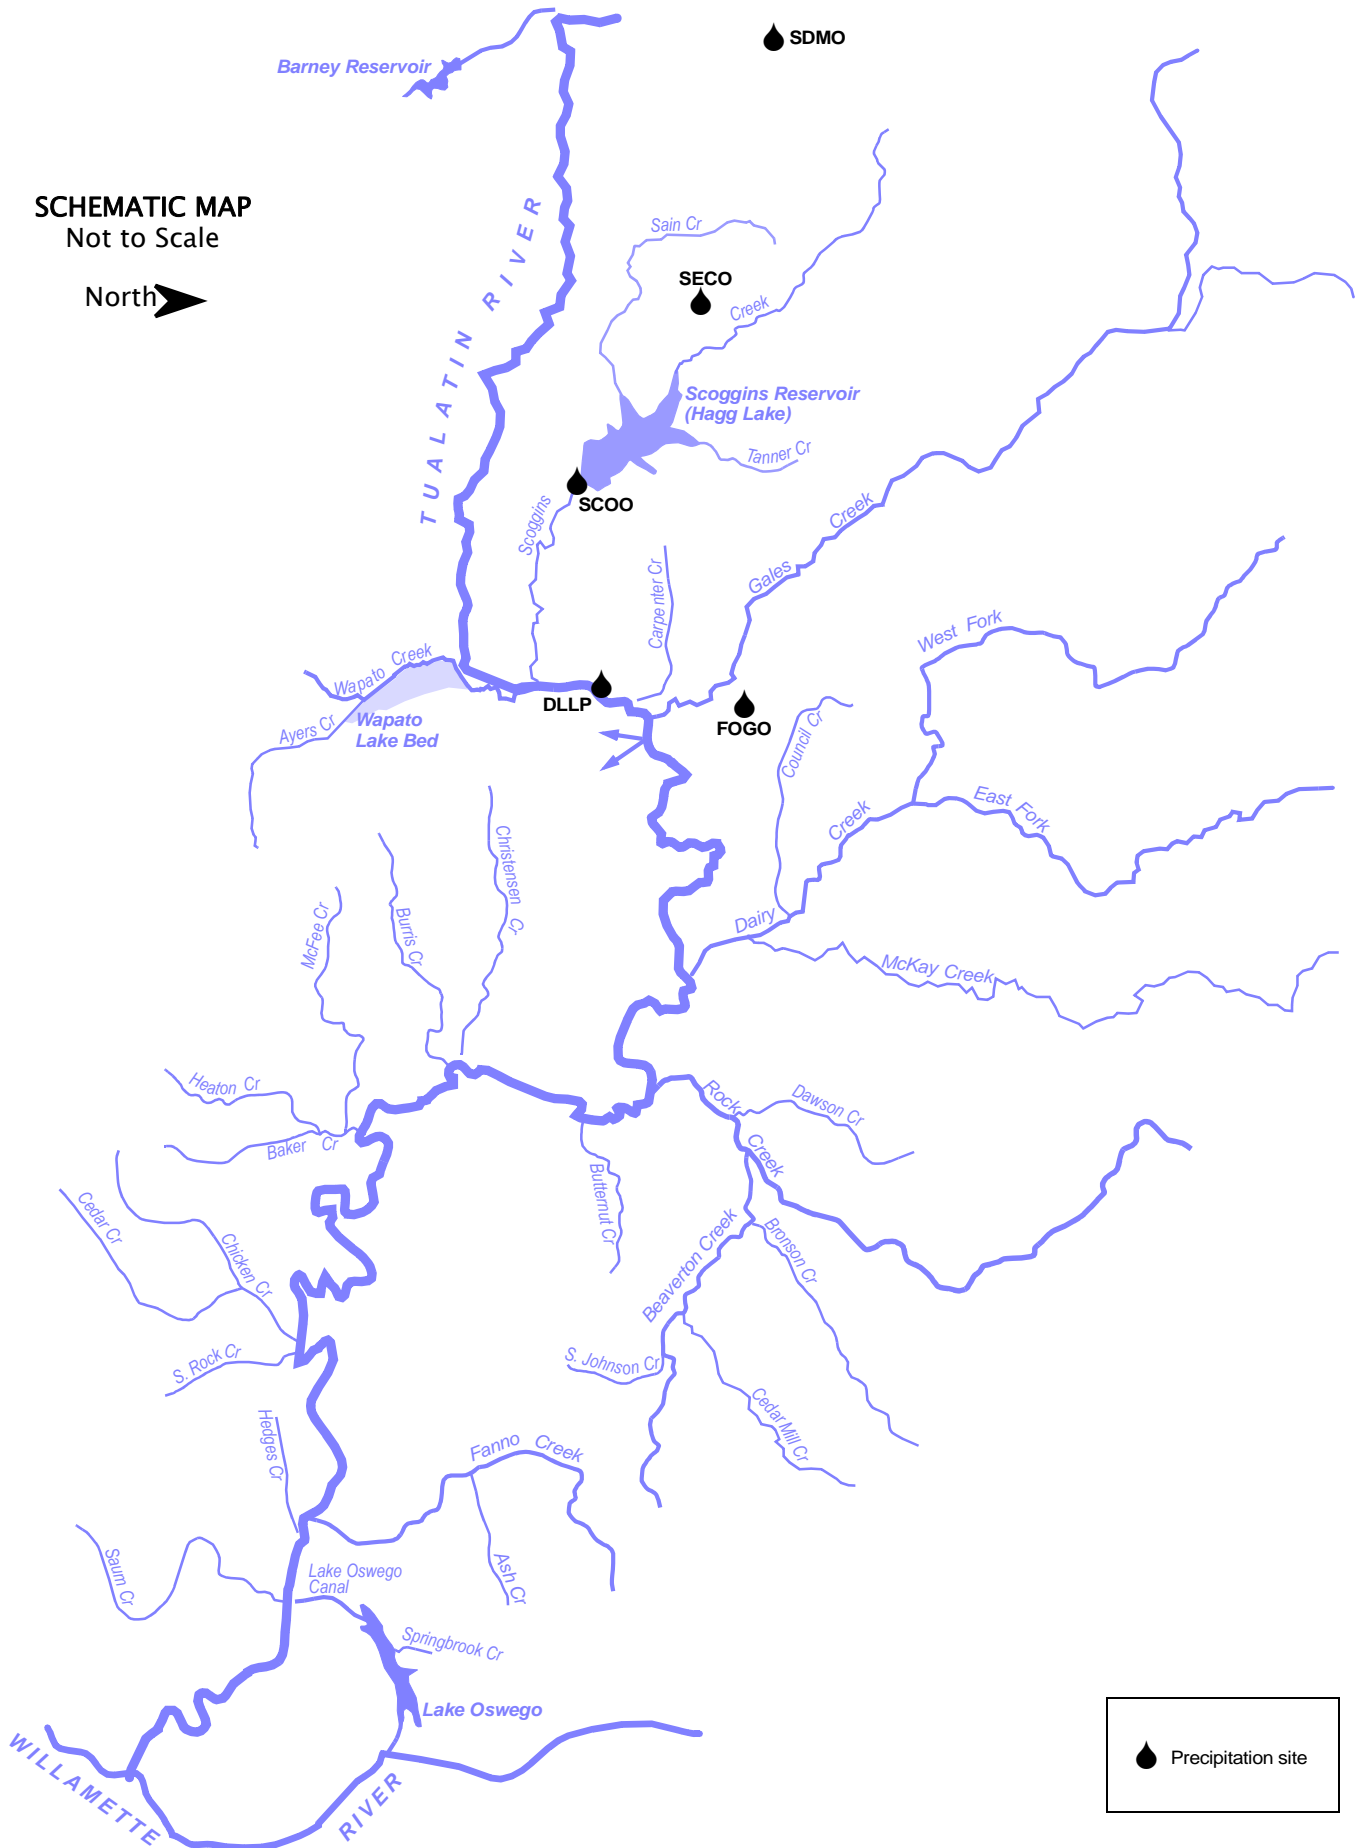 SDMO
Barney Reservoir
SCHEMATIC MAP
Not to Scale
North
TUALATIN RIVER
Sain Cr
SECO
Creek
Scoggins Reservoir
(Hagg Lake)
Tanner Cr
SCOO
Scoggins
Gales Creek
Carpenter Cr
West Fork
Wapato Creek
DLLP
FOGO
Ayers Cr
Wapato
Lake Bed
Council Cr
East Fork
Dairy Creek
Christensen Cr
Burris Cr
McFee Cr
McKay Creek
Heaton Cr
Baker Cr
Rock Creek
Dawson Cr
Butternut Cr
Cedar Cr
Chicken Cr
Beaverton Creek
Bronson Cr
S. Rock Cr
S. Johnson Cr
Cedar Mill Cr
Hedges Cr
Fanno Creek
Saum Cr
Ash Cr
Lake Oswego
Canal
Springbrook Cr
Lake Oswego
WILLAMETTE RIVER
Precipitation site